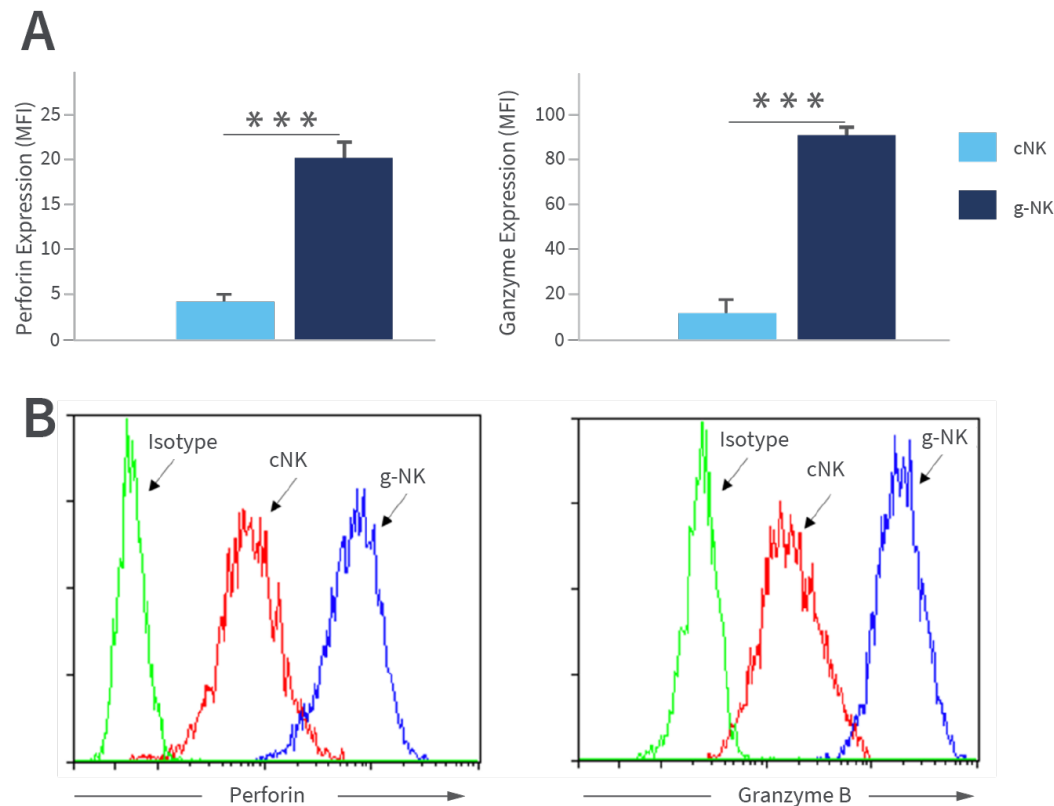 A
Perforin Expression (MFI)
25
20
15
10
5
0
* * *
Ganzyme Expression (MFI)
100
80
60
40
20
0
* * *
cNK
g-NK
B
Isotype
cNK
g-NK
Perforin
Isotype
cNK
g-NK
Granzyme B